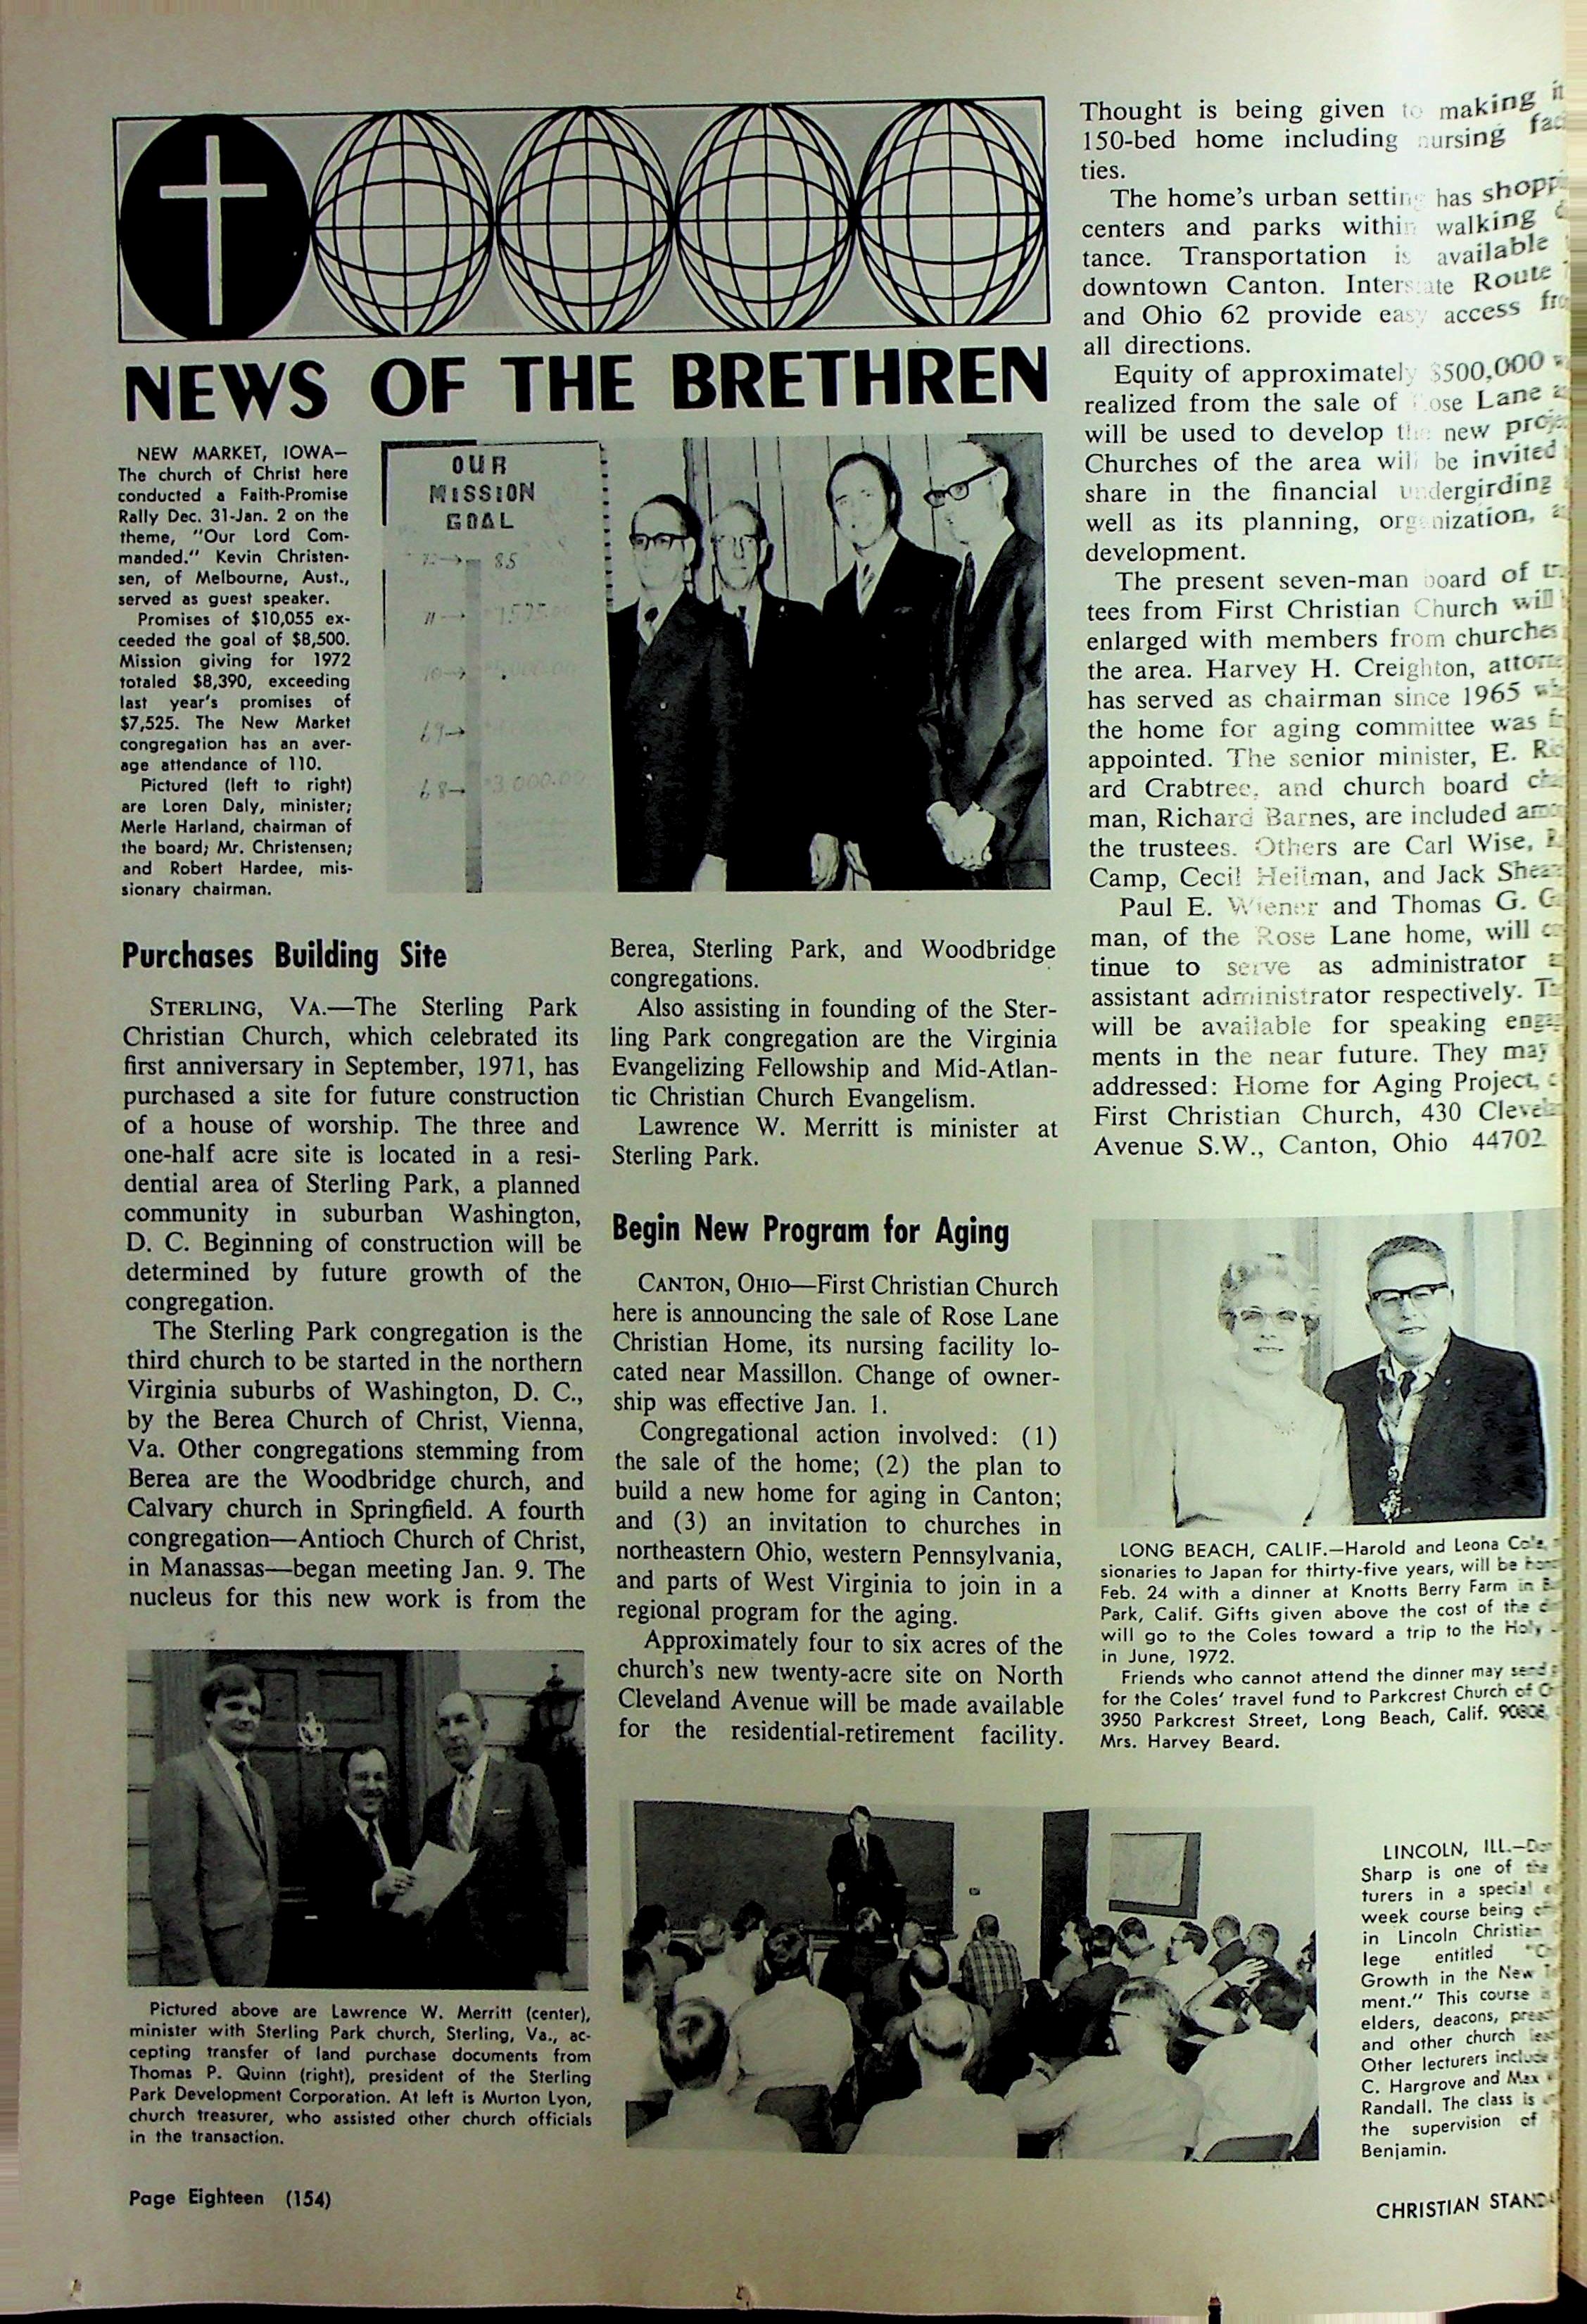 NEWS OF THE BRETHREN
NEW MARKET, IOWA—
The church of Christ here
conducted a Faith-Promise
Rally Dec. 31-Jan. 2 on the
theme, "Our Lord Com-
manded." Kevin Christen-
sen, of Melbourne, Aust.,
served as guest speaker.
Promises of $10,055 ex-
ceeded the goal of $8,500.
Mission giving for 1972
totaled $8,390, exceeding
last year's promises of
$7,525. The New Market
congregation has an aver-
age attendance of 110.
Pictured (left to right)
are Loren Daly, minister;
Merle Harland, chairman of
the board; Mr. Christensen;
and Robert Hardee, mis-
sionary chairman.
OUR
MISSION
GOAL
85
11→
69→
68→ $3,000.00
Purchases Building Site
STERLING, VA.—The Sterling Park
Christian Church, which celebrated its
first anniversary in September, 1971, has
purchased a site for future construction
of a house of worship. The three and
one-half acre site is located in a resi-
dential area of Sterling Park, a planned
community in suburban Washington,
D. C. Beginning of construction will be
determined by future growth of the
congregation.
The Sterling Park congregation is the
third church to be started in the northern
Virginia suburbs of Washington, D. C.,
by the Berea Church of Christ, Vienna,
Va. Other congregations stemming from
Berea are the Woodbridge church, and
Calvary church in Springfield. A fourth
congregation—Antioch Church of Christ,
in Manassas—began meeting Jan. 9. The
nucleus for this new work is from the
Pictured above are Lawrence W. Merritt (center),
minister with Sterling Park church, Sterling, Va., ac-
cepting transfer of land purchase documents from
Thomas P. Quinn (right), president of the Sterling
Park Development Corporation. At left is Murton Lyon,
church treasurer, who assisted other church officials
in the transaction.
Berea, Sterling Park, and Woodbridge
congregations.
Also assisting in founding of the Ster-
ling Park congregation are the Virginia
Evangelizing Fellowship and Mid-Atlan-
tic Christian Church Evangelism.
Lawrence W. Merritt is minister at
Sterling Park.
Begin New Program for Aging
CANTON, OHIO—First Christian Church
here is announcing the sale of Rose Lane
Christian Home, its nursing facility lo-
cated near Massillon. Change of owner-
ship was effective Jan. 1.
Congregational action involved: (1)
the sale of the home; (2) the plan to
build a new home for aging in Canton;
and (3) an invitation to churches in
northeastern Ohio, western Pennsylvania,
and parts of West Virginia to join in a
regional program for the aging.
Approximately four to six acres of the
church's new twenty-acre site on North
Cleveland Avenue will be made available
for the residential-retirement facility.
Thought is being given to making it
150-bed home including nursing
ties.
The home's urban setting has
centers and parks within walking
tance. Transportation is available
downtown Canton. Interstate Route
and Ohio 62 provide easy access
all directions.
Equity of approximately $500,000
realized from the sale of Rose Lane
will be used to develop the new
Churches of the area will be invited
share in the financial undergirding
well as its planning, organization,
development.
The present seven-man board of
tees from First Christian Church will
enlarged with members from churches
the area. Harvey H. Creighton,
has served as chairman since 1965
the home for aging committee was
appointed. The senior minister, E.
ard Crabtree, and church board
man, Richard Barnes, are included
the trustees. Others are Carl Wise,
Camp, Cecil Heilman, and Jack
Paul E. Wiener and Thomas G.
man, of the Rose Lane home, will
tinue to serve as administrator
assistant administrator respectively.
will be available for speaking
ments in the near future. They may
addressed: Home for Aging Project,
First Christian Church, 430
Avenue S.W., Canton, Ohio 44702
LONG BEACH, CALIF.—Harold and Leona Cole,
sionaries to Japan for thirty-five years, will be
Feb. 24 with a dinner at Knotts Berry Farm in
Park, Calif. Gifts given above the cost of the
will go to the Coles toward a trip to the Holy
in June, 1972.
Friends who cannot attend the dinner may send
for the Coles' travel fund to Parkcrest Church of
3950 Parkcrest Street, Long Beach, Calif. 90808,
Mrs. Harvey Beard.
LINCOLN, ILL.—
Sharp is one of the
turers in a special
week course being
in Lincoln Christian
lege entitled
Growth in the New
ment." This course
elders, deacons,
and other church
Other lecturers include
C. Hargrove and Max
Randall. The class is
the supervision of
Benjamin.
Page Eighteen (154)
CHRISTIAN